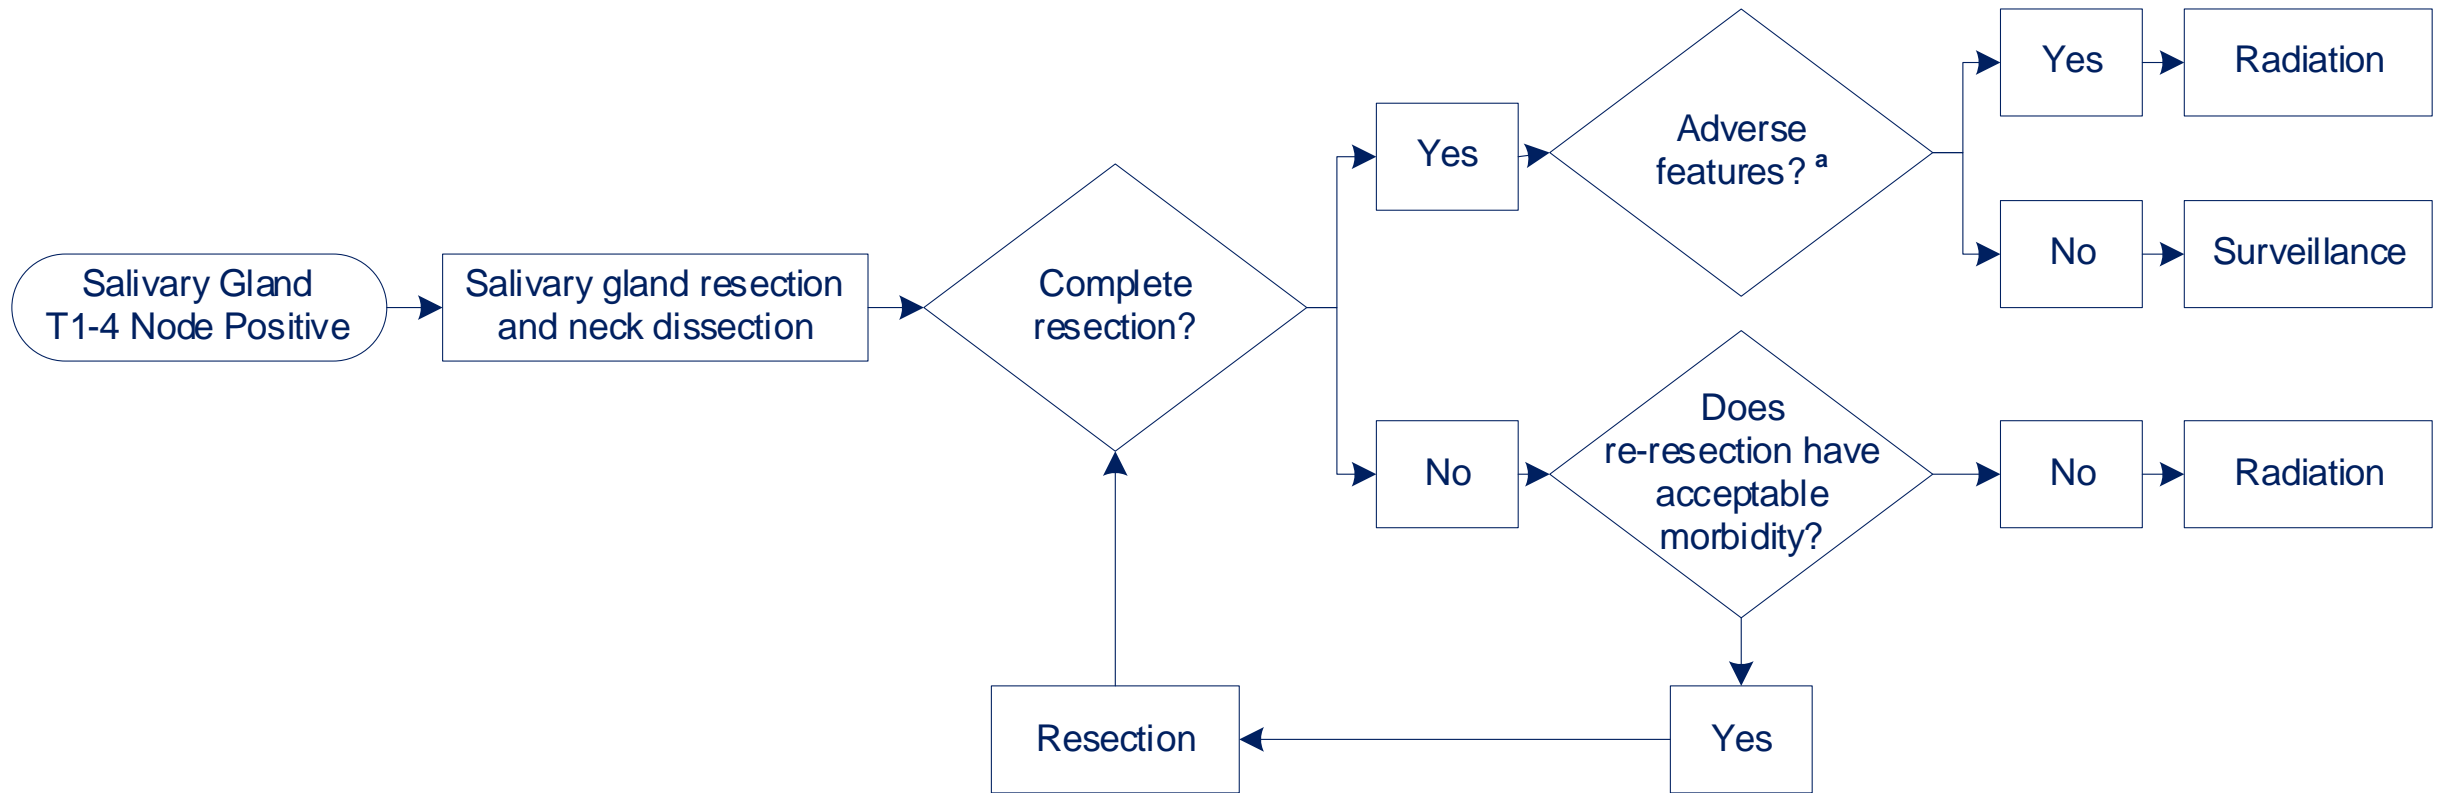 Salivary Gland
T1-4 Node Positive
Salivary gland resection
and neck dissection
Complete
resection?
Yes
Adverse
features? a
Yes
Radiation
No
Surveillance
No
Does
re-resection have
acceptable
morbidity?
No
Radiation
Yes
Resection